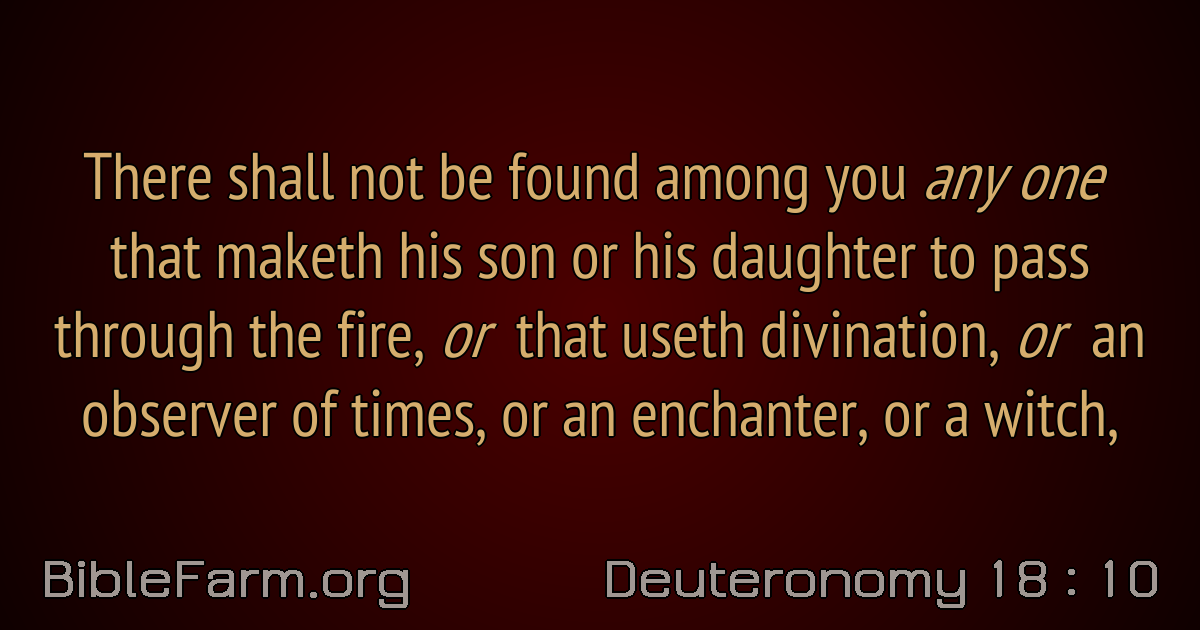 There shall not be found among you any one
that maketh his son or his daughter to pass
through the fire, or that useth divination, or an
observer of times, or an enchanter, or a witch,
BibleFarm.org Deuteronomy 18 : 10